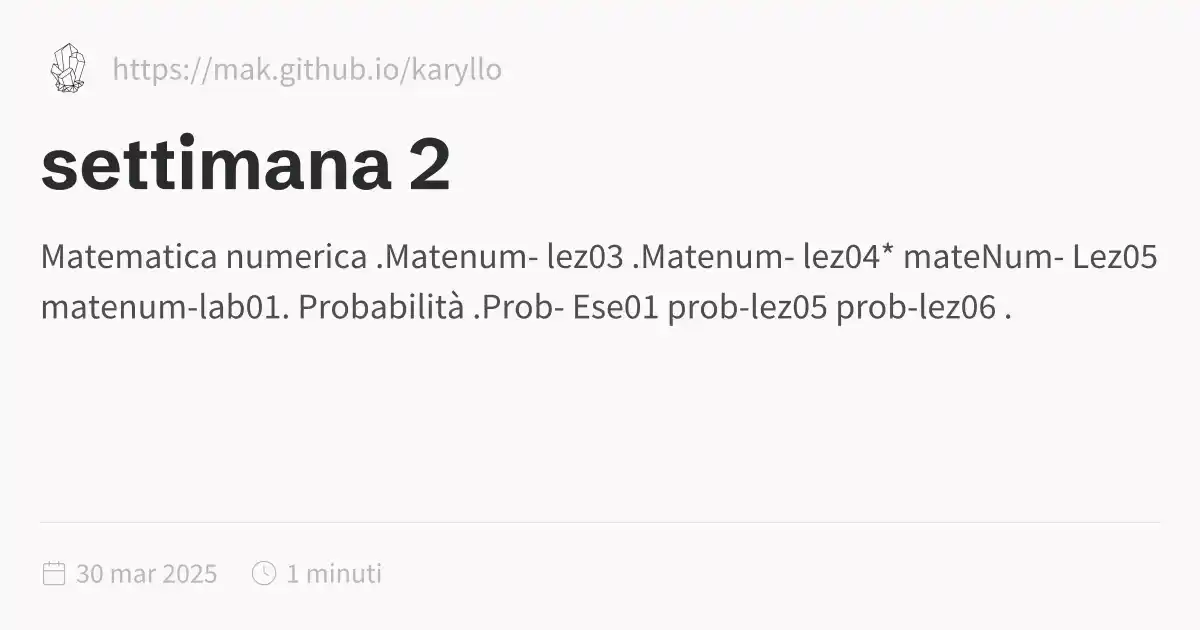 https://mak.github.io/karyllo
settimana 2
Matematica numerica .Matenum- lez03 .Matenum- lez04* mateNum- Lez05
matenum-lab01. Probabilità .Prob- Ese01 prob-lez05 prob-lez06 .
30 mar 2025 1 minuti